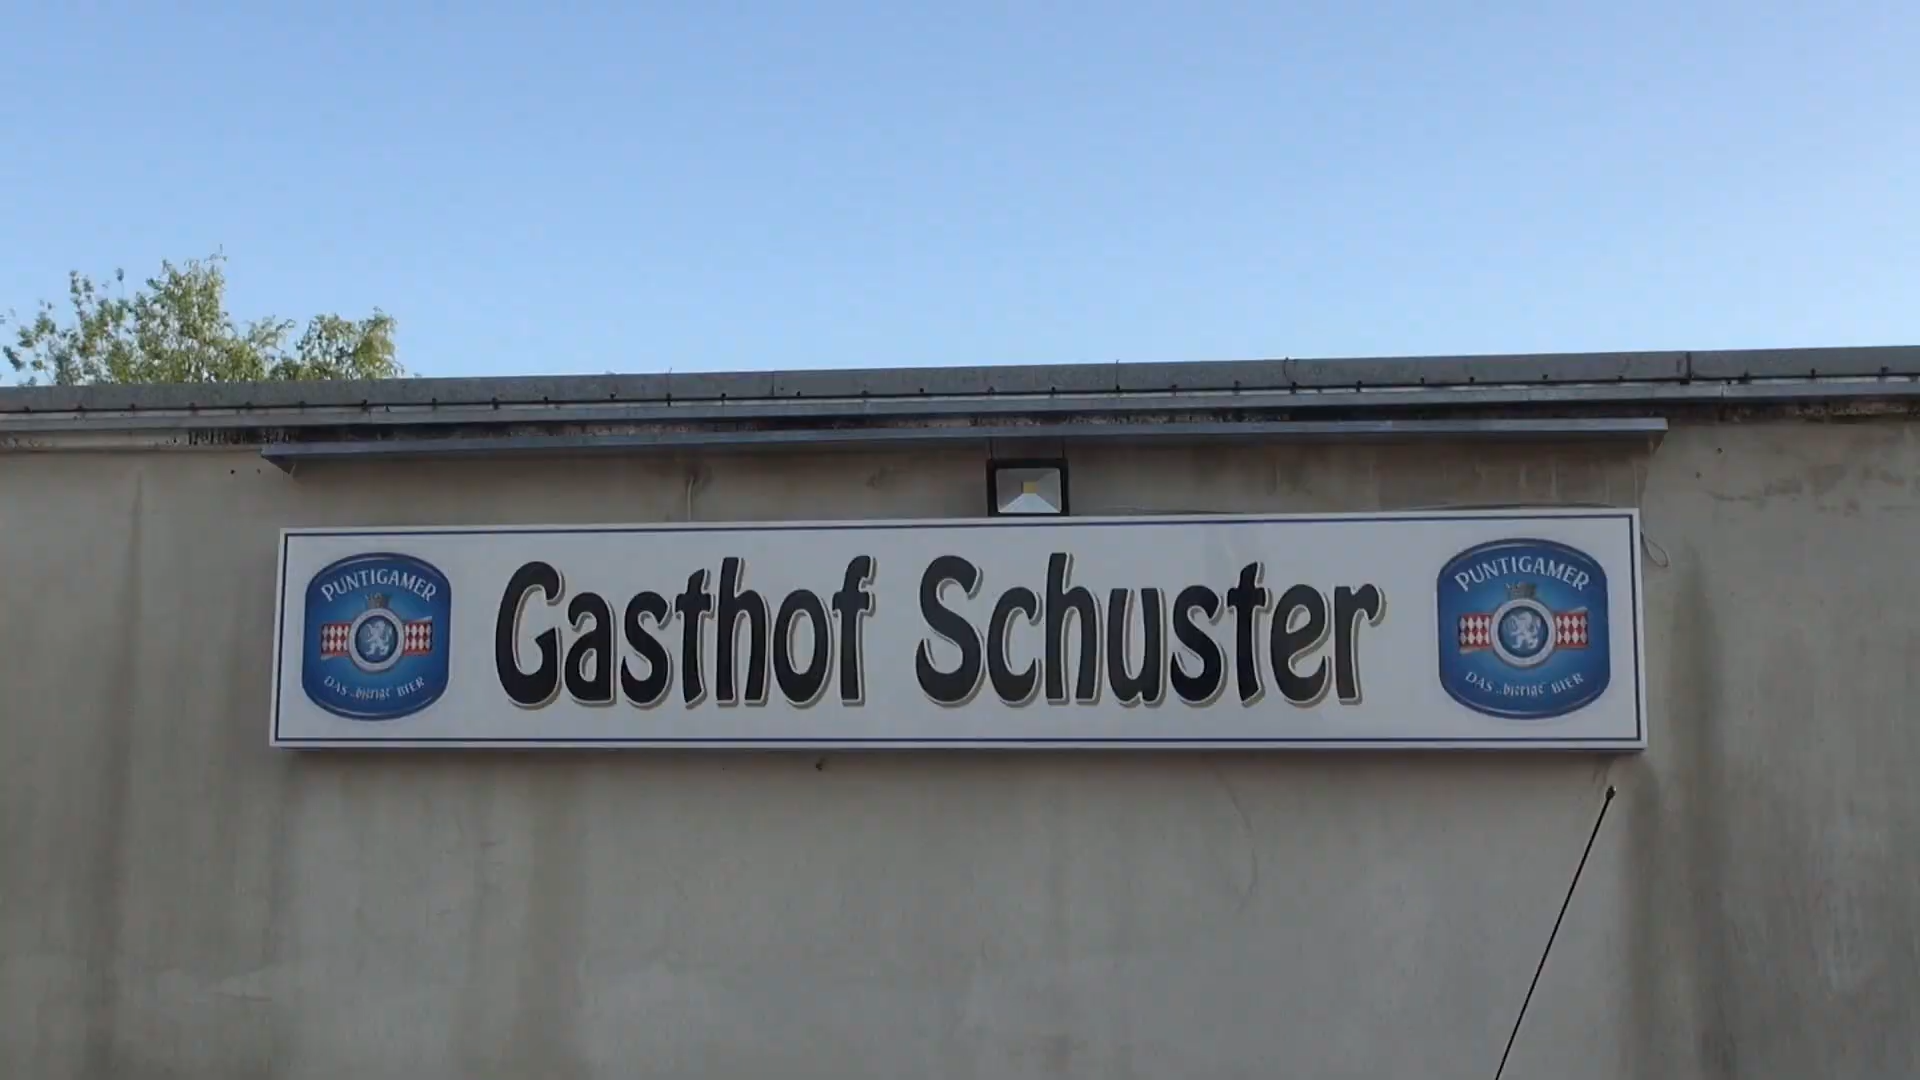 Gasthof Schuster
PUNTIGAMER
DAS „bierige" BIER
PUNTIGAMER
DAS „bierige" BIER